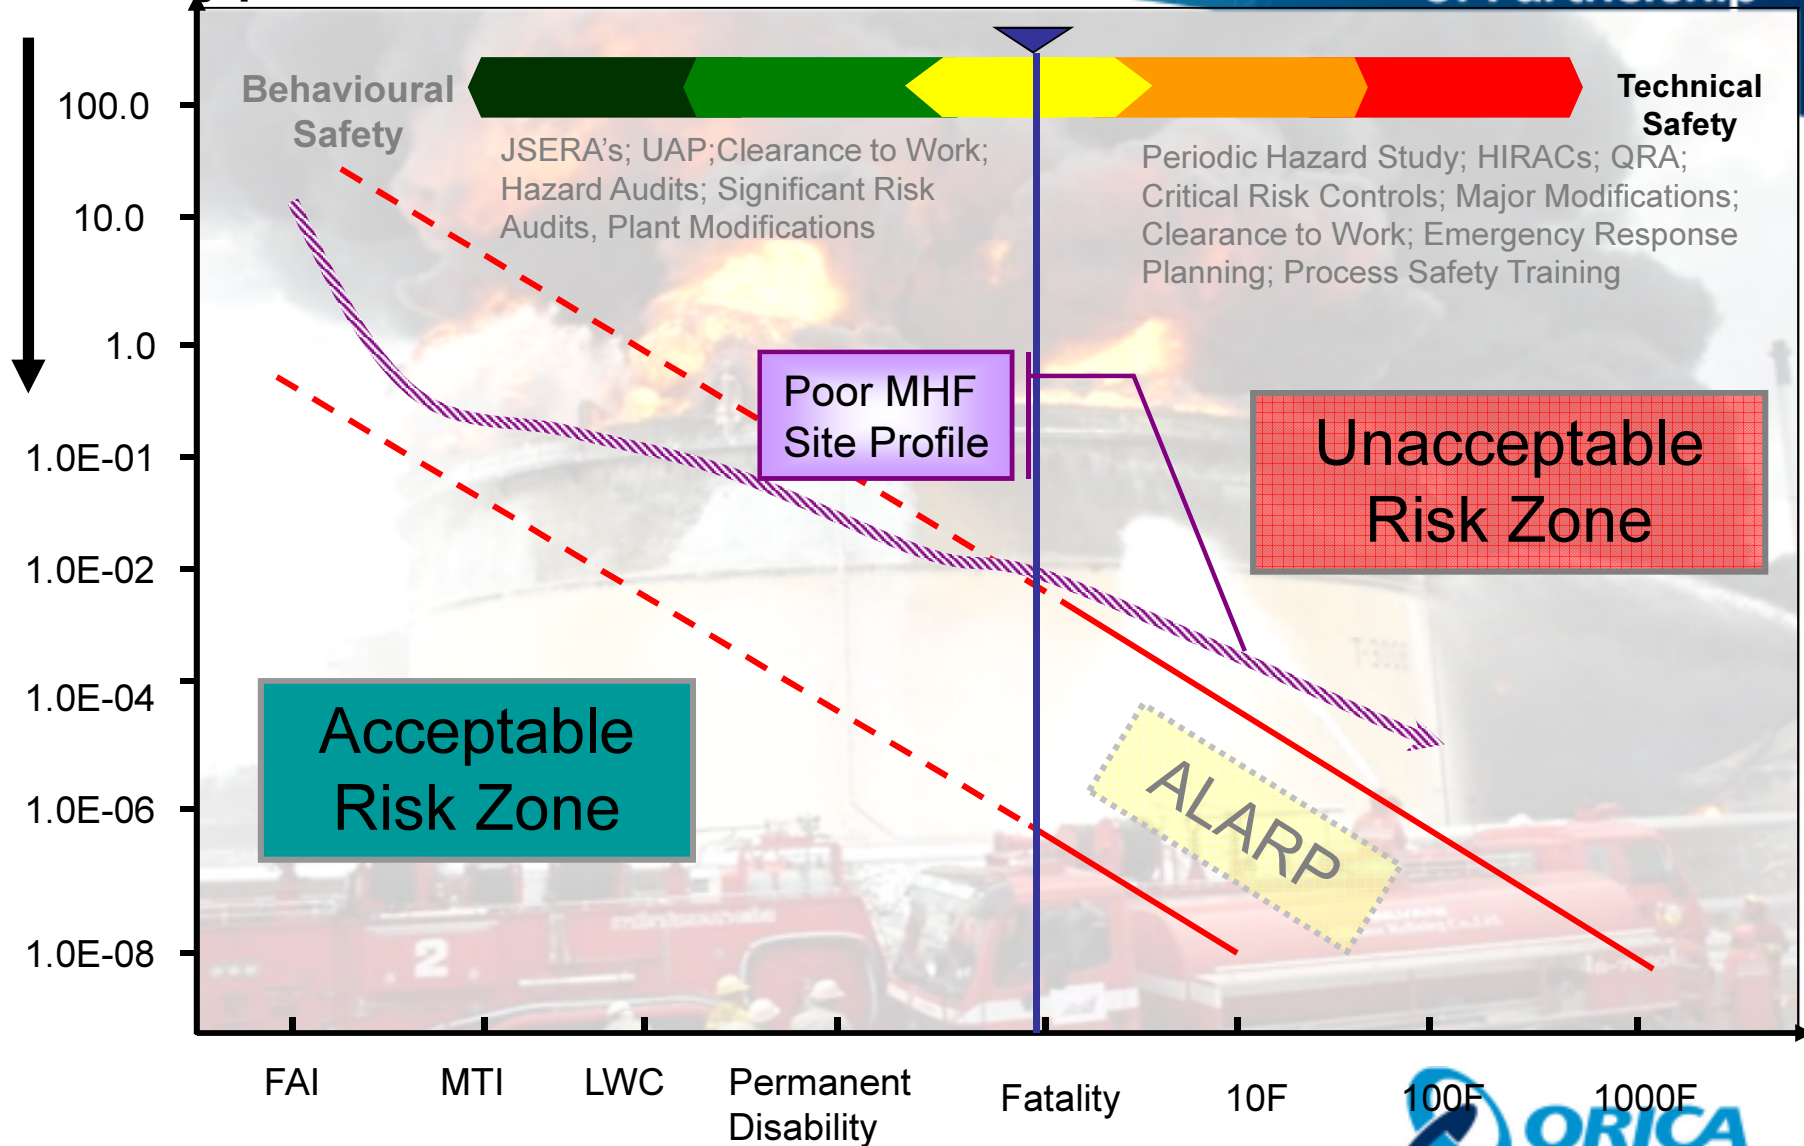 of Partnership
Behavioural
Safety
Technical
Safety
JSERA's; UAP;Clearance to Work;
Hazard Audits; Significant Risk
Audits, Plant Modifications
Periodic Hazard Study; HIRACs; QRA;
Critical Risk Controls; Major Modifications;
Clearance to Work; Emergency Response
Planning; Process Safety Training
100.0
10.0
1.0
1.0E-01
1.0E-02
1.0E-04
1.0E-06
1.0E-08
Poor MHF
Site Profile
Unacceptable
Risk Zone
Acceptable
Risk Zone
ALARP
2
FAI
MTI
LWC
Permanent
Disability
Fatality
10F
100F
1000F
ORICA